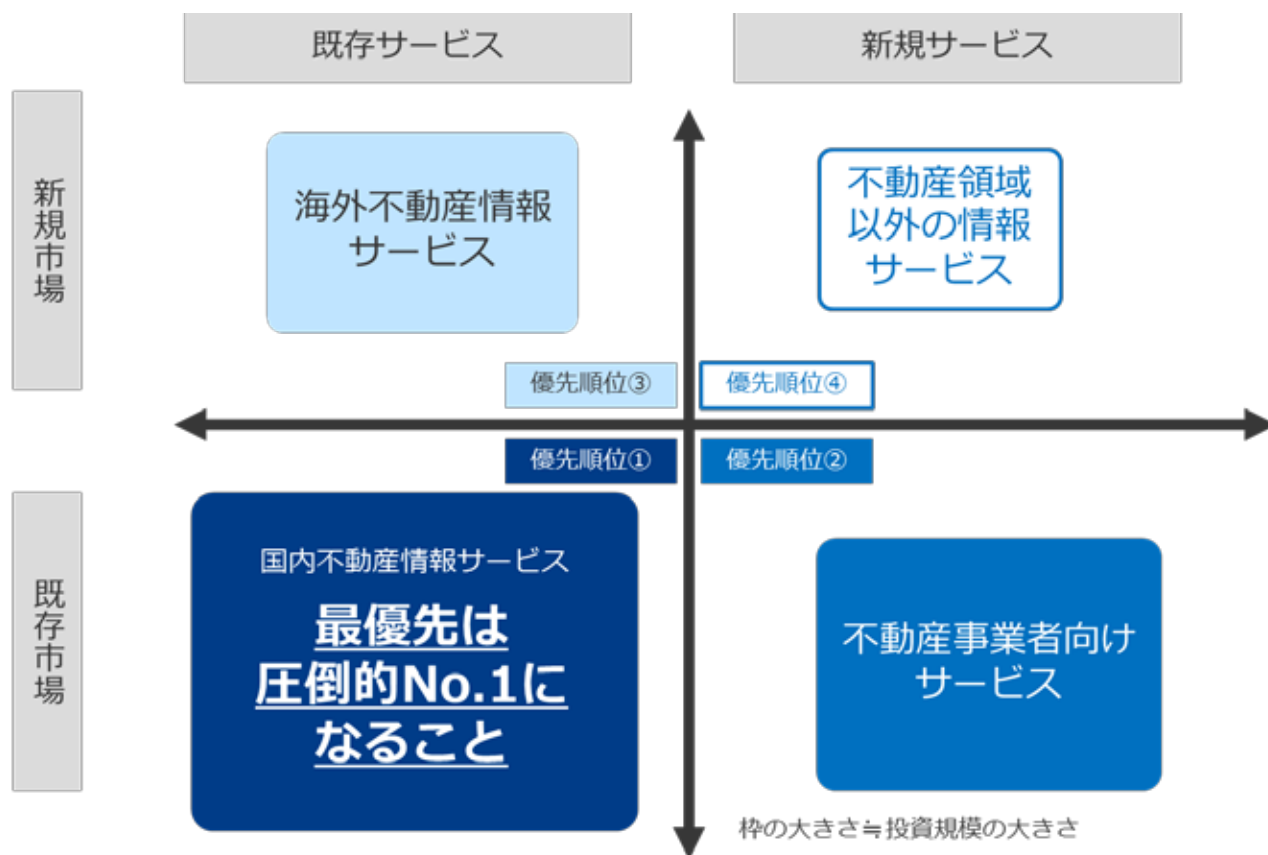 既存サービス
新規サービス
新規市場
海外不動産情報
サービス
不動産領域
以外の情報
サービス
優先順位③
優先順位④
優先順位①
優先順位②
既存市場
国内不動産情報サービス
最優先は
圧倒的No.1に
なること
不動産事業者向け
サービス
枠の大きさ≒投資規模の大きさ